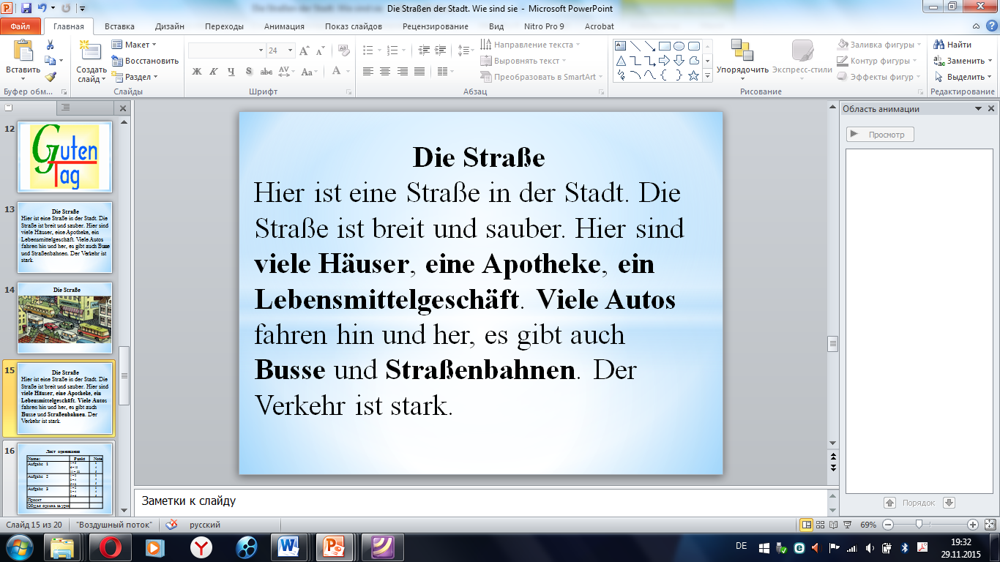 Die Straßen der Stadt. Wie sind sie - Microsoft PowerPoint
Файл Главная Вставка Дизайн Переходы Анимация Показ слайдов Рецензирование Вид Nitro Pro 9 Acrobat
Вставить
Буфер обм...
Создать слайд
Макет
Восстановить
Раздел
Слайды
24
Ж К Ч S abc AV Aa A
Шрифт
Направление текста
Выровнять текст
Преобразовать в SmartArt
Абзац
Упорядочить
Экспресс-стили
Заливка фигуры
Контур фигуры
Эффекты фигур
Рисование
Найти
Заменить
Выделить
Редактирование
12
Guten
Tag
13
Die Straße
Hier ist eine Straße in der Stadt. Die
Straße ist breit und sauber. Hier sind
viele Häuser, eine Apotheke, ein
Lebensmittelgeschäft. Viele Autos
fahren hin und her, es gibt auch Busse
und Straßenbahnen. Der Verkehr ist
stark.
14
Die Straße
15
Die Straße
Hier ist eine Straße in der Stadt. Die
Straße ist breit und sauber. Hier sind
viele Häuser, eine Apotheke, ein
Lebensmittelgeschäft. Viele Autos
fahren hin und her, es gibt auch
Busse und Straßenbahnen. Der
Verkehr ist stark.
16
Лист оценивания
Name: Punkt Note
Aufgabe 1
Aufgabe 2
Aufgabe 3
Проект
Общая оценка за урок
Die Straße
Hier ist eine Straße in der Stadt. Die
Straße ist breit und sauber. Hier sind
viele Häuser, eine Apotheke, ein
Lebensmittelgeschäft. Viele Autos
fahren hin und her, es gibt auch
Busse und Straßenbahnen. Der
Verkehr ist stark.
Заметки к слайду
Область анимации
Просмотр
Порядок
Слайд 15 из 20 "Воздушный поток" русский 69%
DE 19:32
29.11.2015